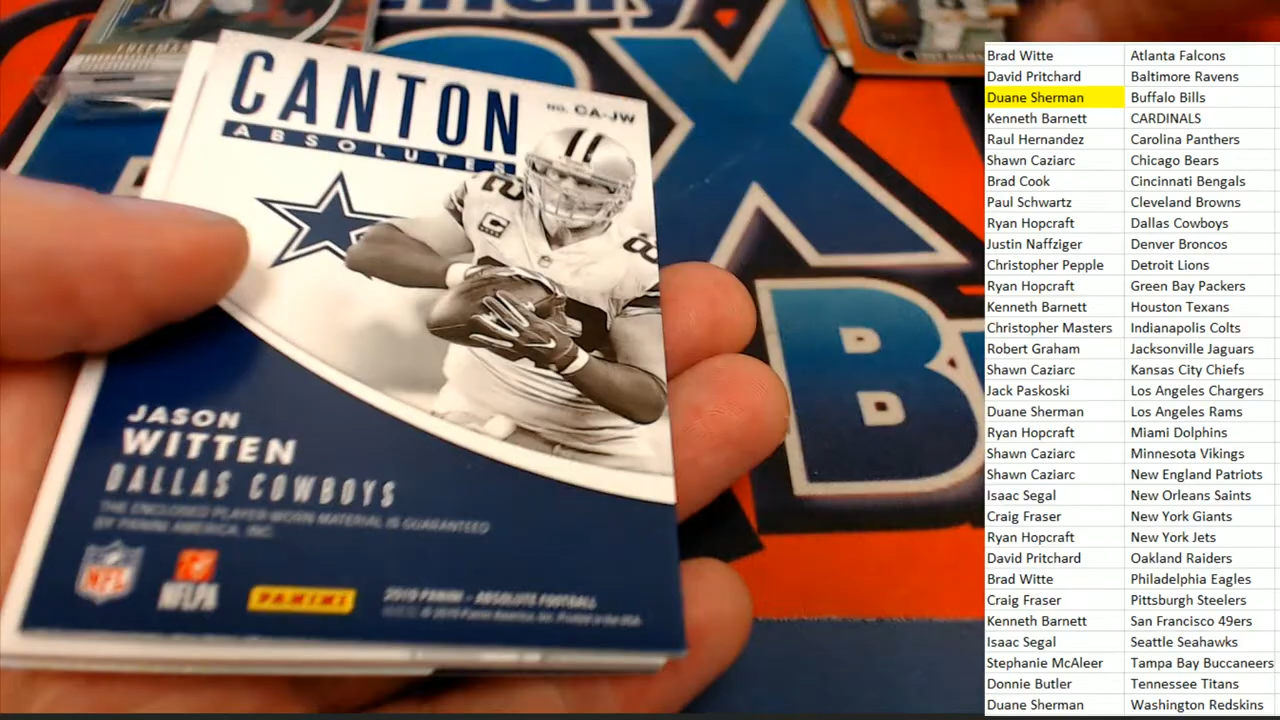 CANTON
ABSOLUTES
no. CA-JW
JASON
WITTEN
DALLAS COWBOYS
THE ENCLOSED PLAYER-WORN MATERIAL IS GUARANTEED
BY PANINI AMERICA, INC.
NFL
NFLPA
PANINI
2019 PANINI - ABSOLUTE FOOTBALL
X
B
Brad Witte Atlanta Falcons
David Pritchard Baltimore Ravens
Duane Sherman Buffalo Bills
Kenneth Barnett CARDINALS
Raul Hernandez Carolina Panthers
Shawn Caziarc Chicago Bears
Brad Cook Cincinnati Bengals
Paul Schwartz Cleveland Browns
Ryan Hopcraft Dallas Cowboys
Justin Naffziger Denver Broncos
Christopher Pepple Detroit Lions
Ryan Hopcraft Green Bay Packers
Kenneth Barnett Houston Texans
Christopher Masters Indianapolis Colts
Robert Graham Jacksonville Jaguars
Shawn Caziarc Kansas City Chiefs
Jack Paskoski Los Angeles Chargers
Duane Sherman Los Angeles Rams
Ryan Hopcraft Miami Dolphins
Shawn Caziarc Minnesota Vikings
Shawn Caziarc New England Patriots
Isaac Segal New Orleans Saints
Craig Fraser New York Giants
Ryan Hopcraft New York Jets
David Pritchard Oakland Raiders
Brad Witte Philadelphia Eagles
Craig Fraser Pittsburgh Steelers
Kenneth Barnett San Francisco 49ers
Isaac Segal Seattle Seahawks
Stephanie McAleer Tampa Bay Buccaneers
Donnie Butler Tennessee Titans
Duane Sherman Washington Redskins